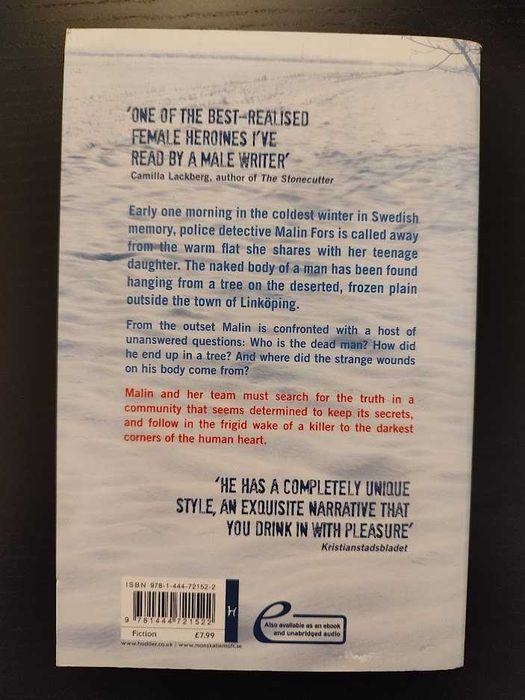 'ONE OF THE BEST-REALISED
FEMALE HEROINES I'VE
READ BY A MALE WRITER'
Camilla Lackberg, author of The Stonecutter
Early one morning in the coldest winter in Swedish
memory, police detective Malin Fors is called away
from the warm flat she shares with her teenage
daughter. The naked body of a man has been found
hanging from a tree on the deserted, frozen plain
outside the town of Linköping.
From the outset Malin is confronted with a host of
unanswered questions: Who is the dead man? How did
he end up in a tree? And where did the strange wounds
on his body come from?
Malin and her team must search for the truth in a
community that seems determined to keep its secrets,
and follow in the frigid wake of a killer to the darkest
corners of the human heart.
'HE HAS A COMPLETELY UNIQUE
STYLE, AN EXQUISITE NARRATIVE THAT
YOU DRINK IN WITH PLEASURE'
Kristianstadsbladet
ISBN 978-1-444-72152-2
9 781444 721522
Fiction £7.99
www.hodder.co.uk | www.monskallentoft.se
H
e
Also available as an ebook
and unabridged audio